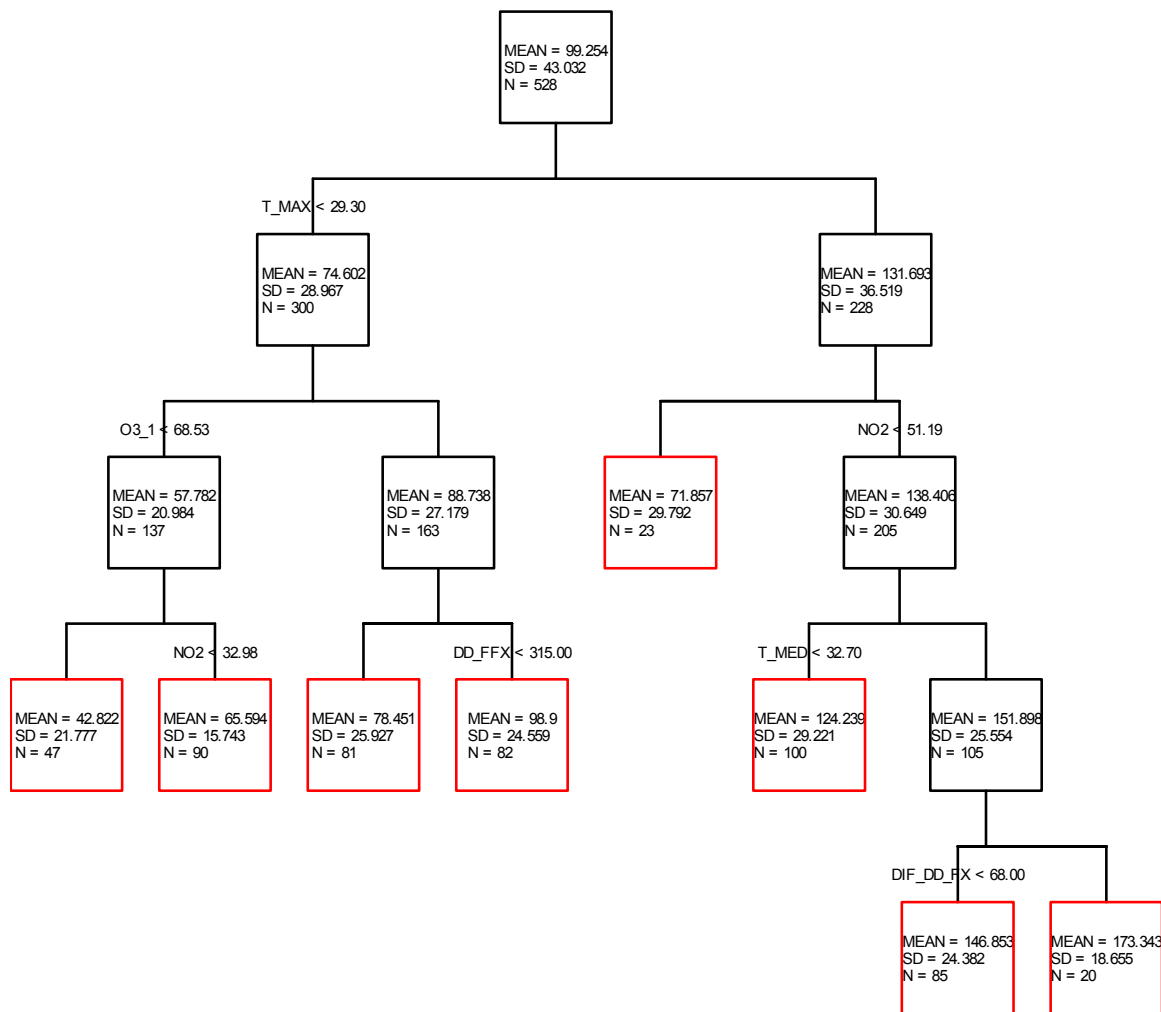 MEAN = 99.254
SD = 43.032
N = 528
T_MAX < 29.30
MEAN = 74.602
SD = 28.967
N = 300
MEAN = 131.693
SD = 36.519
N = 228
O3_1 < 68.53
NO2 < 51.19
MEAN = 57.782
SD = 20.984
N = 137
MEAN = 88.738
SD = 27.179
N = 163
MEAN = 71.857
SD = 29.792
N = 23
MEAN = 138.406
SD = 30.649
N = 205
NO2 < 32.98
DD_FFX < 315.00
T_MED < 32.70
MEAN = 42.822
SD = 21.777
N = 47
MEAN = 65.594
SD = 15.743
N = 90
MEAN = 78.451
SD = 25.927
N = 81
MEAN = 98.9
SD = 24.559
N = 82
MEAN = 124.239
SD = 29.221
N = 100
MEAN = 151.898
SD = 25.554
N = 105
DIF_DD_FX < 68.00
MEAN = 146.853
SD = 24.382
N = 85
MEAN = 173.343
SD = 18.655
N = 20